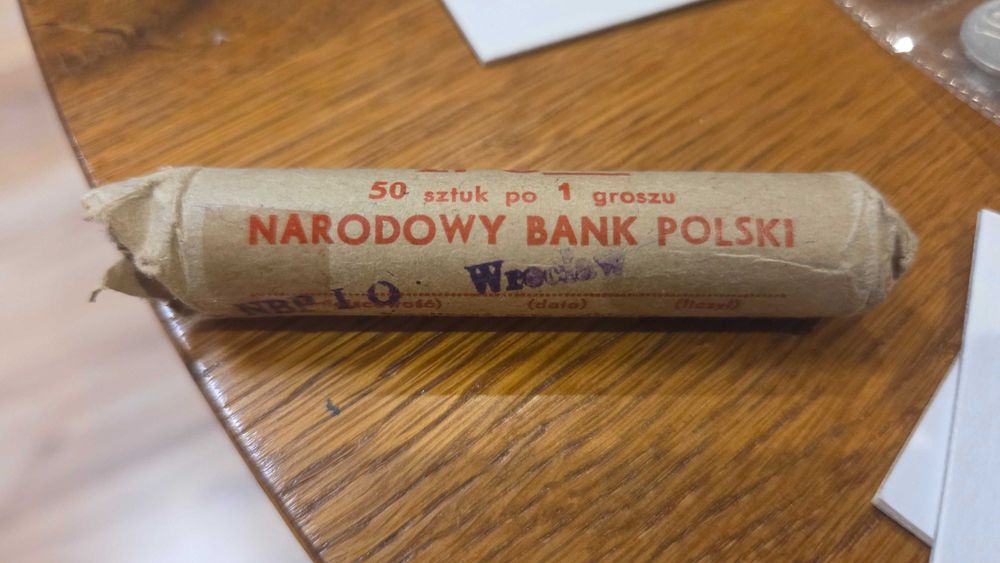 50 sztuk po 1 groszu
NARODOWY BANK POLSKI
Wrocław
I O
(data) (liczył)